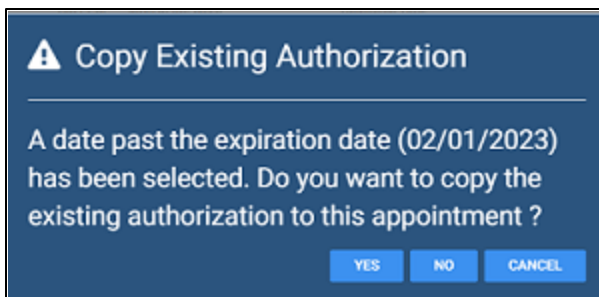 Copy Existing Authorization
A date past the expiration date (02/01/2023)
has been selected. Do you want to copy the
existing authorization to this appointment ?
YES NO CANCEL